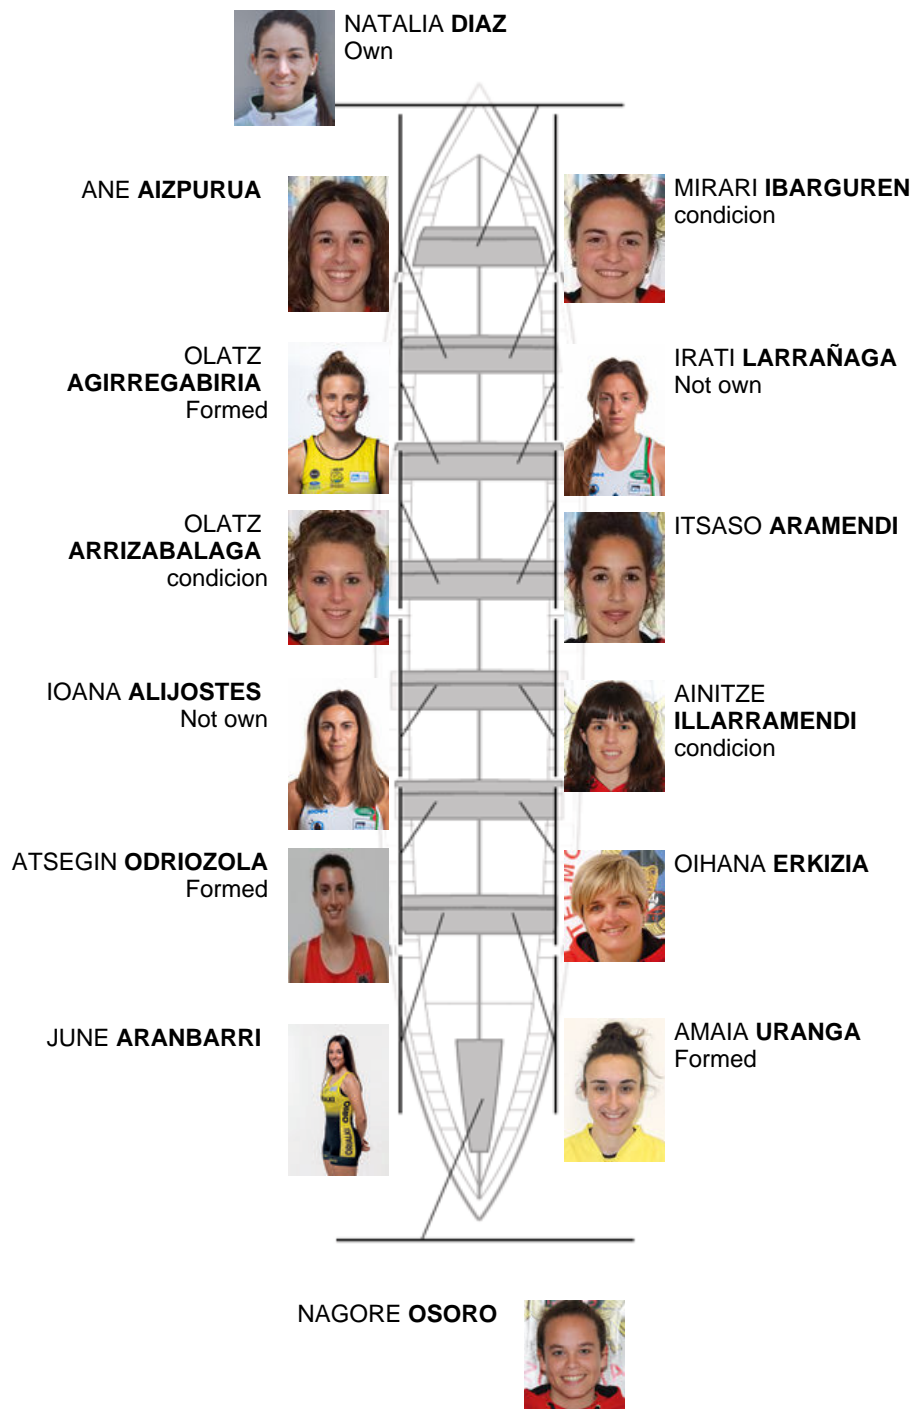 NATALIA DIAZ
Own
ANE AIZPURUA
MIRARI IBARGUREN
condicion
OLATZ
AGIRREGABIRIA
Formed
IRATI LARRAÑAGA
Not own
OLATZ
ARRIZABALAGA
condicion
ITSASO ARAMENDI
IOANA ALIJOSTES
Not own
AINITZE
ILLARRAMENDI
condicion
ATSEGIN ODRIOZOLA
Formed
OIHANA ERKIZIA
JUNE ARANBARRI
AMAIA URANGA
Formed
NAGORE OSORO